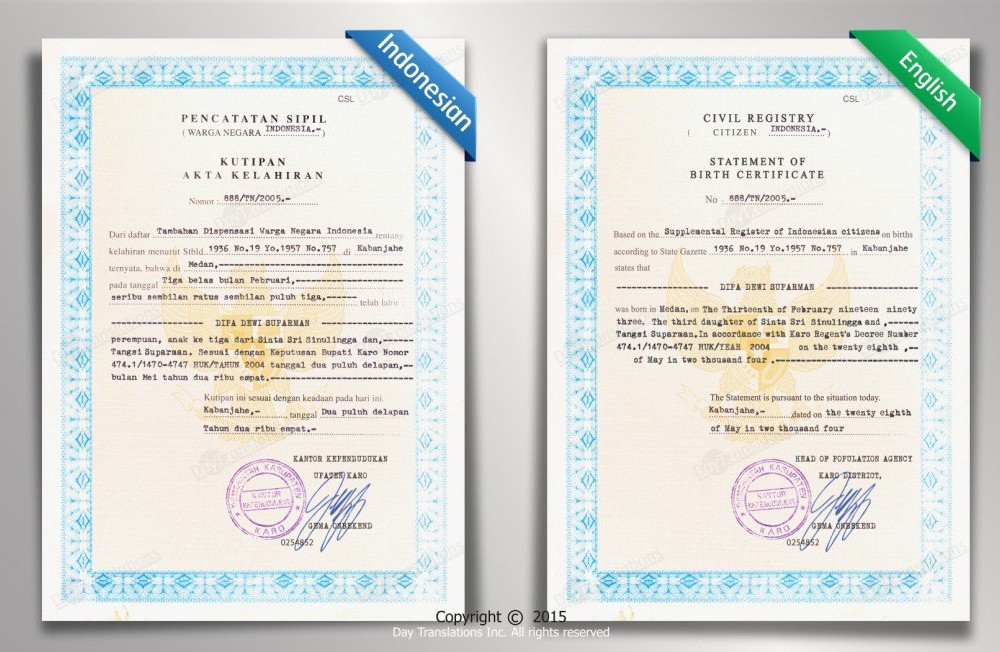 Indonesian
CSL
PENCATATAN SIPIL
( WARGA NEGARA INDONESIA.- )
KUTIPAN
AKTA KELAHIRAN
Nomor : 888/TN/2005.-
Dari daftar Tambahan Dispensasi Warga Negara Indonesia tentang
kelahiran menurut Stbld. 1936 No.19 Yo.1957 No.757 di Kabanjahe
ternyata, bahwa di Medan,-
pada tanggal Tiga belas bulan Pebruari,-
seribu sembilan ratus sembilan puluh tiga,- telah lahir :
DIFA DEWI SUPARMAN
perempuan, anak ke tiga dari Sinta Sri Sinulingga dan,-
Tangsi Suparman. Sesuai dengan Keputusan Bupati Karo Nomor
474.1/1470-4747 HUK/TAHUN 2004 tanggal dua puluh delapan,-
bulan Mei tahun dua ribu empat.-
Kutipan ini sesuai dengan keadaan pada hari ini.
Kabanjahe,- tanggal Dua puluh delapan
Tahun dua ribu empat.-
KANTOR KEPENDUDUKAN
KARO
PEMERINTAH KABUPATEN
KANTOR
KEPENDUDUKAN
KARO
GEMA ONBEKEND
0254852
English
CSL
CIVIL REGISTRY
( CITIZEN INDONESIA.- )
STATEMENT OF
BIRTH CERTIFICATE
No . 888/TN/2005.-
Based on the Supplemental Register of Indonesian citizens on births
according to State Gazette 1936 No.19 Yo.1957 No.757 in Kabanjahe
states that
DIFA DEWI SUPARMAN
was born in Medan, on The Thirteenth of February nineteen ninety
three. The third daughter of Sinta Sri Sinulingga and ,-
Tangsi Suparman.In accordance with Karo Regent's Decree Number
474.1/1470-4747 HUK/YEAR 2004 on the twenty eighth ,-
of May in two thousand four .-
The Statement is pursuant to the situation today.
Kabanjahe,- dated on the twenty eighth
of May in two thousand four
HEAD OF POPULATION AGENCY
KARO DISTRICT,
PEMERINTAH KABUPATEN
KANTOR
KEPENDUDUKAN
KARO
GEMA ONBEKEND
0254852
Copyright © 2015
Day Translations Inc. All rights reserved